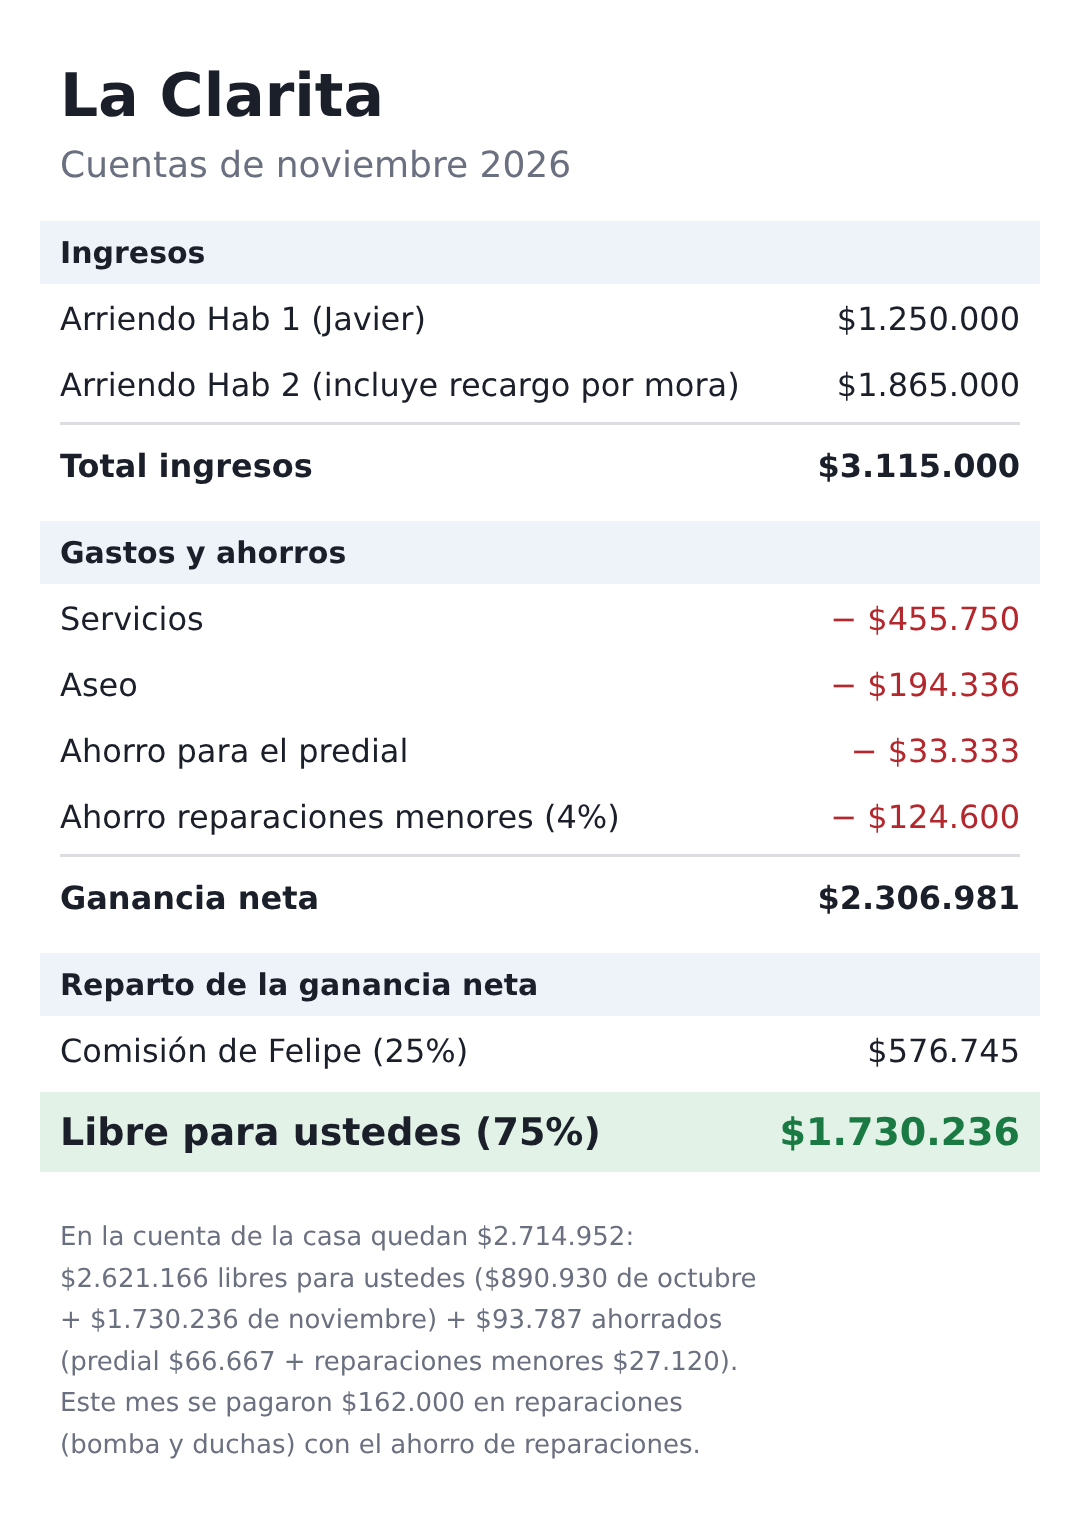 La Clarita
Cuentas de noviembre 2026
Ingresos
Arriendo Hab 1 (Javier) $1.250.000
Arriendo Hab 2 (incluye recargo por mora) $1.865.000
Total ingresos $3.115.000
Gastos y ahorros
Servicios − $455.750
Aseo − $194.336
Ahorro para el predial − $33.333
Ahorro reparaciones menores (4%) − $124.600
Ganancia neta $2.306.981
Reparto de la ganancia neta
Comisión de Felipe (25%) $576.745
Libre para ustedes (75%) $1.730.236
En la cuenta de la casa quedan $2.714.952:
$2.621.166 libres para ustedes ($890.930 de octubre
+ $1.730.236 de noviembre) + $93.787 ahorrados
(predial $66.667 + reparaciones menores $27.120).
Este mes se pagaron $162.000 en reparaciones
(bomba y duchas) con el ahorro de reparaciones.